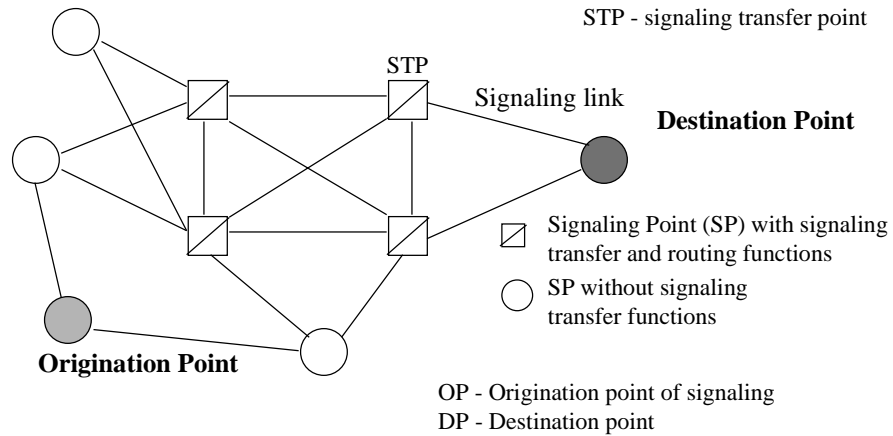 STP - signaling transfer point
STP
Signaling link
Destination Point
Signaling Point (SP) with signaling
transfer and routing functions
SP without signaling
transfer functions
Origination Point
OP - Origination point of signaling
DP - Destination point